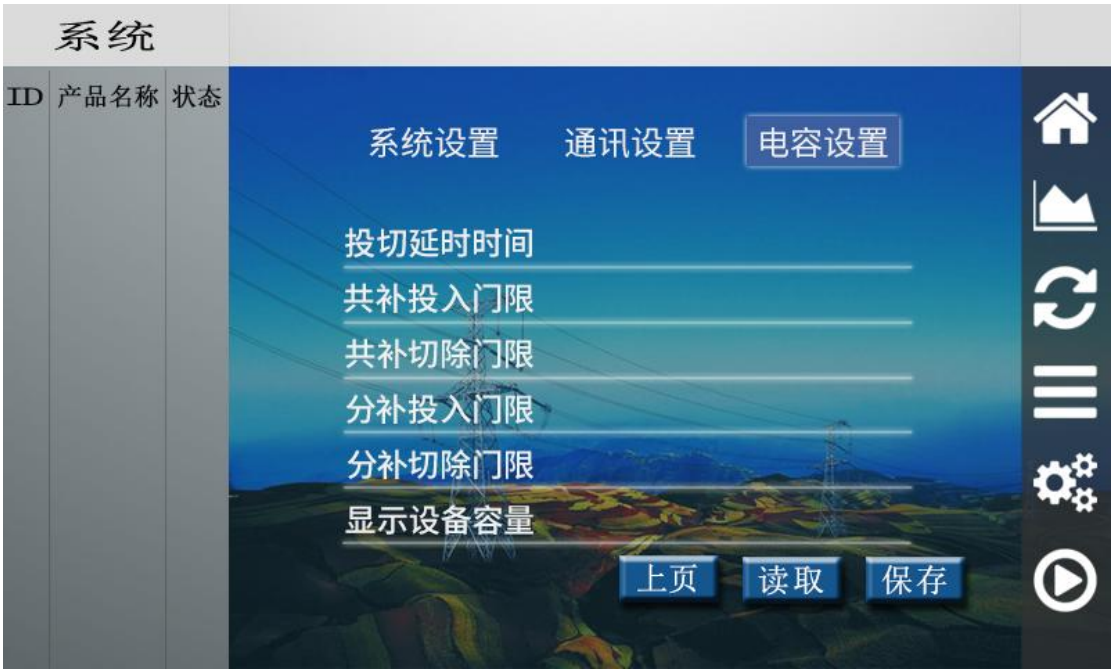 系统
ID 产品名称 状态
系统设置 通讯设置 电容设置
投切延时时间
共补投入门限
共补切除门限
分补投入门限
分补切除门限
显示设备容量
上页 读取 保存